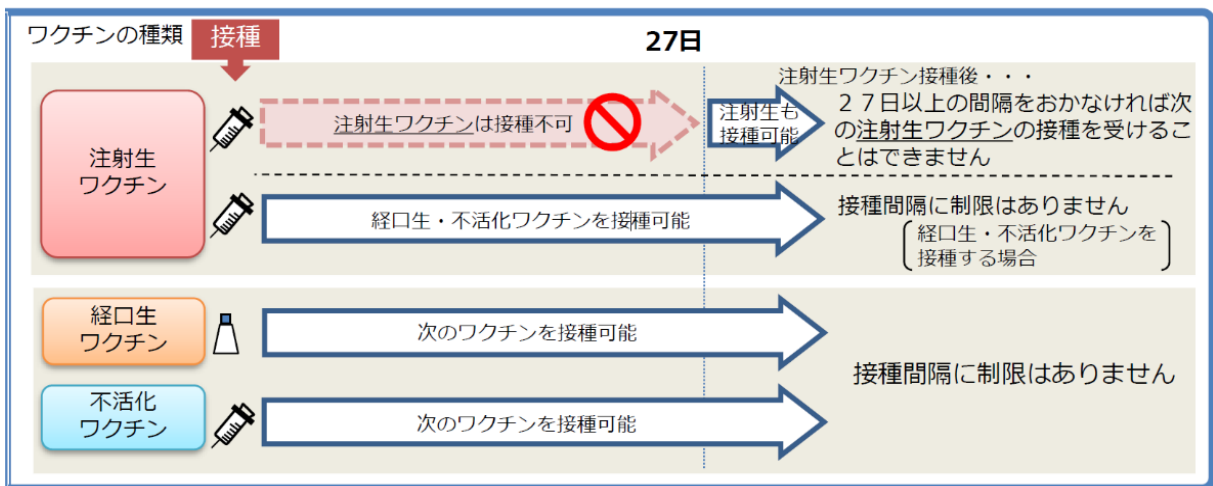 ワクチンの種類
接種
27日
注射生
ワクチン
注射生ワクチンは接種不可
注射生も
接種可能
注射生ワクチン接種後・・・
２７日以上の間隔をおかなければ次
の注射生ワクチンの接種を受けるこ
とはできません
経口生・不活化ワクチンを接種可能
接種間隔に制限はありません
経口生・不活化ワクチンを
接種する場合
経口生
ワクチン
次のワクチンを接種可能
接種間隔に制限はありません
不活化
ワクチン
次のワクチンを接種可能